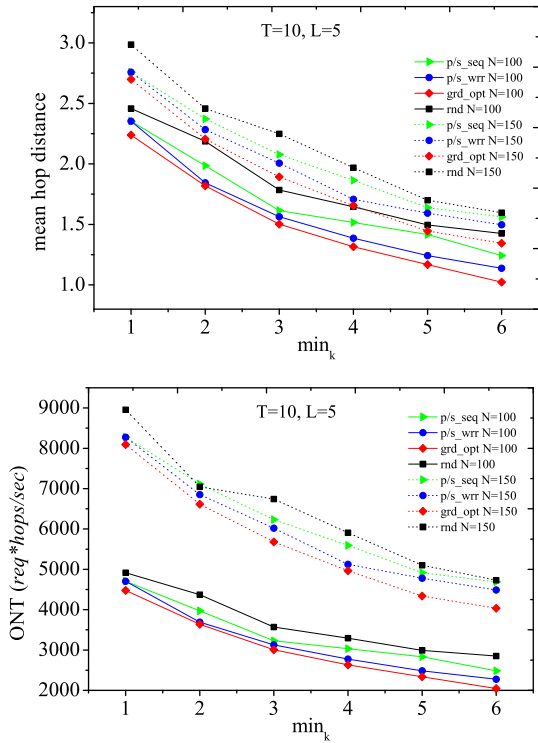 T=10, L=5
3.0
2.5
2.0
1.5
1.0
mean hop distance
p/s_seq N=100
p/s_wrr N=100
grd_opt N=100
rnd N=100
p/s_seq N=150
p/s_wrr N=150
grd_opt N=150
rnd N=150
1 2 3 4 5 6
min_k
T=10, L=5
9000
8000
7000
6000
5000
4000
3000
2000
ONT (req*hops/sec)
p/s_seq N=100
p/s_wrr N=100
grd_opt N=100
rnd N=100
p/s_seq N=150
p/s_wrr N=150
grd_opt N=150
rnd N=150
1 2 3 4 5 6
min_k